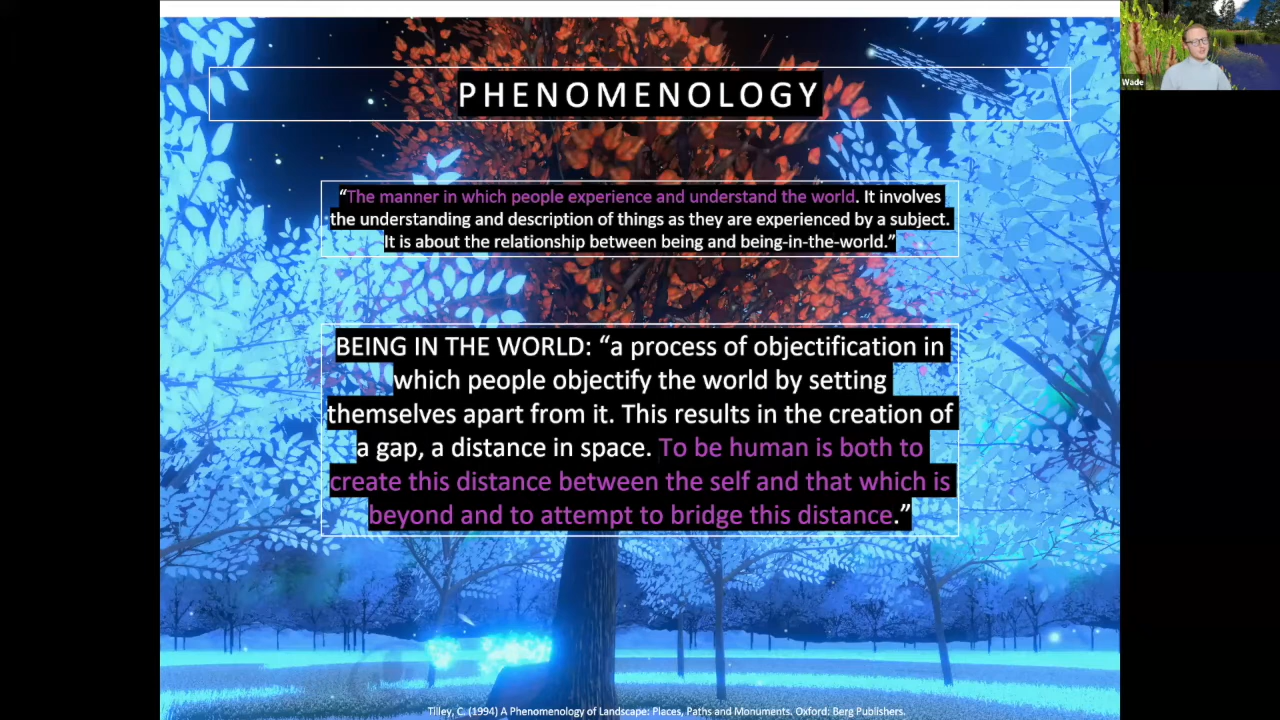 PHENOMENOLOGY
“The manner in which people experience and understand the world. It involves
the understanding and description of things as they are experienced by a subject.
It is about the relationship between being and being-in-the-world.”
BEING IN THE WORLD: “a process of objectification in
which people objectify the world by setting
themselves apart from it. This results in the creation of
a gap, a distance in space. To be human is both to
create this distance between the self and that which is
beyond and to attempt to bridge this distance.”
Tilley, C. (1994) A Phenomenology of Landscape: Places, Paths and Monuments. Oxford: Berg Publishers.
Wade